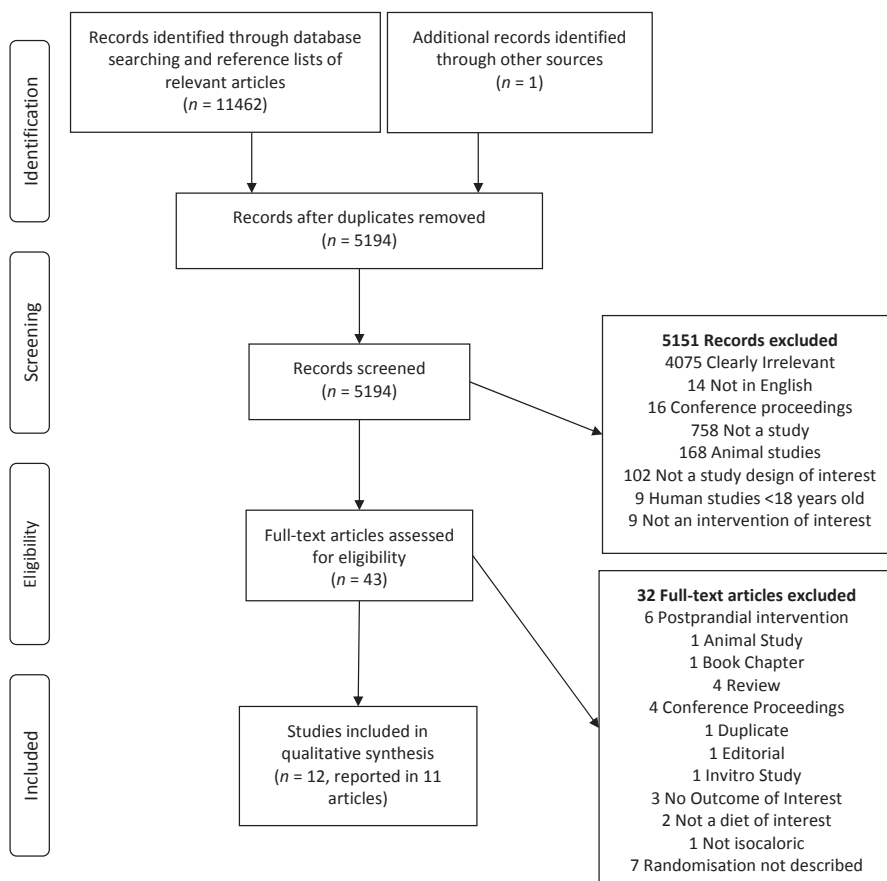 Identification
Records identified through database
searching and reference lists of
relevant articles
(n = 11462)
Additional records identified
through other sources
(n = 1)
Records after duplicates removed
(n = 5194)
Screening
Records screened
(n = 5194)
5151 Records excluded
4075 Clearly Irrelevant
14 Not in English
16 Conference proceedings
758 Not a study
168 Animal studies
102 Not a study design of interest
9 Human studies <18 years old
9 Not an intervention of interest
Eligibility
Full-text articles assessed
for eligibility
(n = 43)
32 Full-text articles excluded
6 Postprandial intervention
1 Animal Study
1 Book Chapter
4 Review
4 Conference Proceedings
1 Duplicate
1 Editorial
1 Invitro Study
3 No Outcome of Interest
2 Not a diet of interest
1 Not isocaloric
7 Randomisation not described
Included
Studies included in
qualitative synthesis
(n = 12, reported in 11
articles)